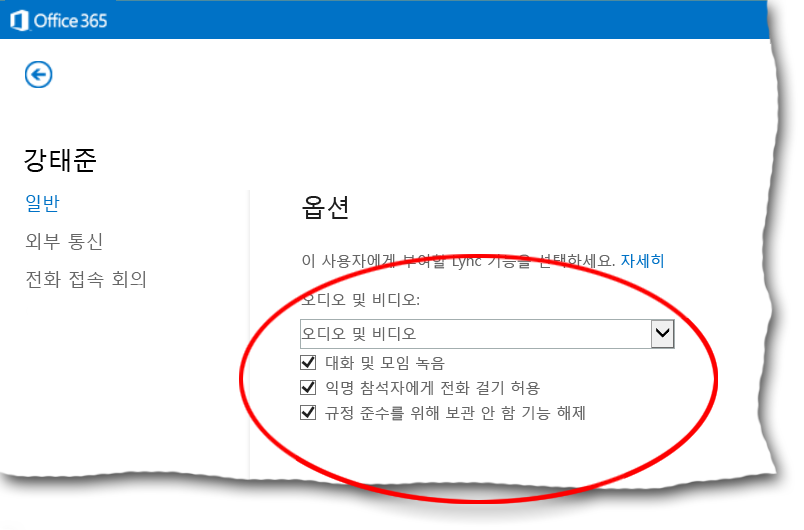 Office 365
강태준
일반
외부 통신
전화 접속 회의
옵션
이 사용자에게 부여할 Lync 기능을 선택하세요. 자세히
오디오 및 비디오:
오디오 및 비디오
대화 및 모임 녹음
익명 참석자에게 전화 걸기 허용
규정 준수를 위해 보관 안 함 기능 해제